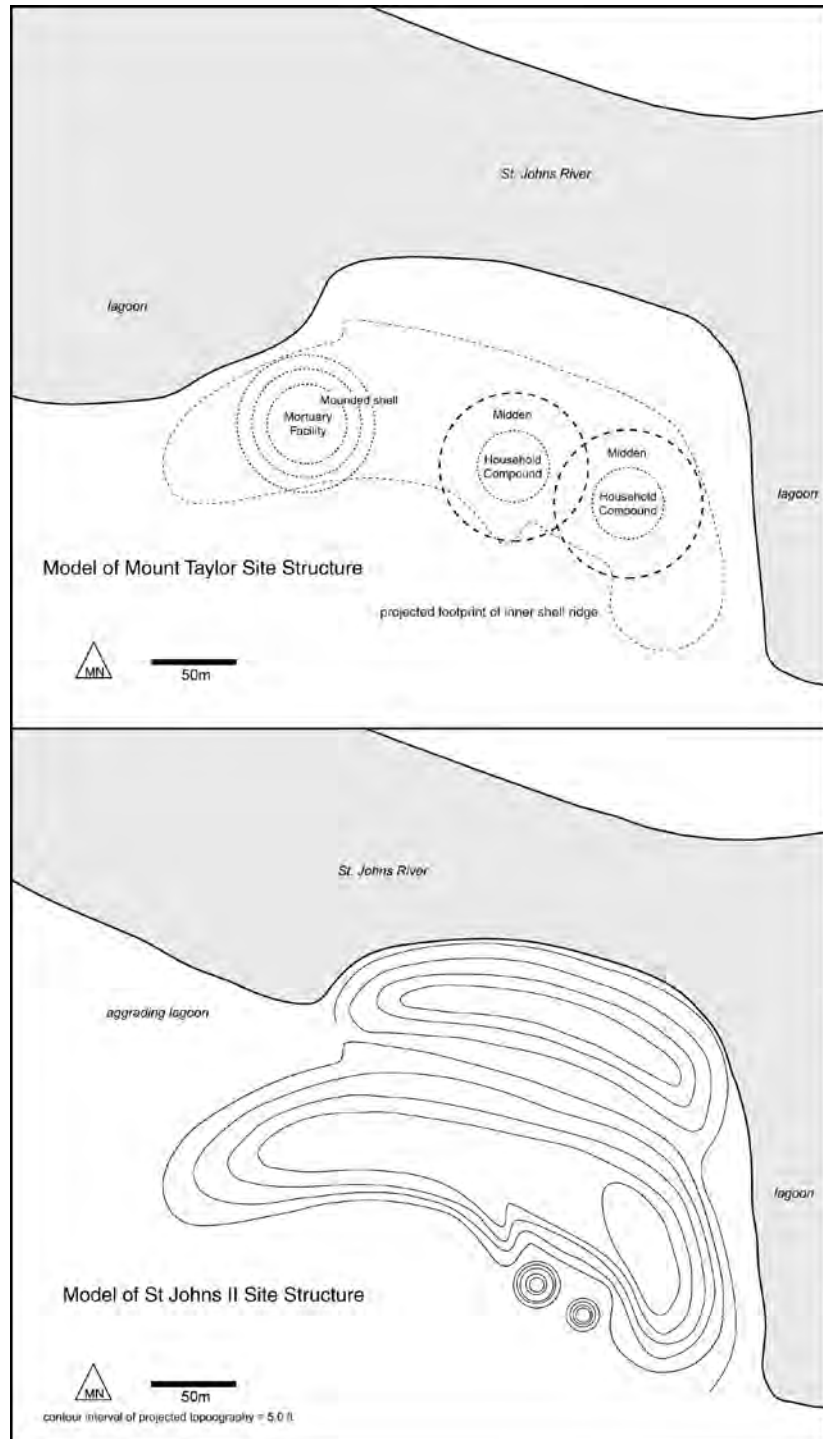 St. Johns River
lagoon
Mounded shell
Mortuary
Facility
Midden
Household
Compound
Midden
Household
Compound
lagoon
Model of Mount Taylor Site Structure
projected footprint of inner shell ridge
MN
50m
St. Johns River
aggrading lagoon
lagoon
Model of St Johns II Site Structure
MN
50m
contour interval of projected topography = 5.0 ft